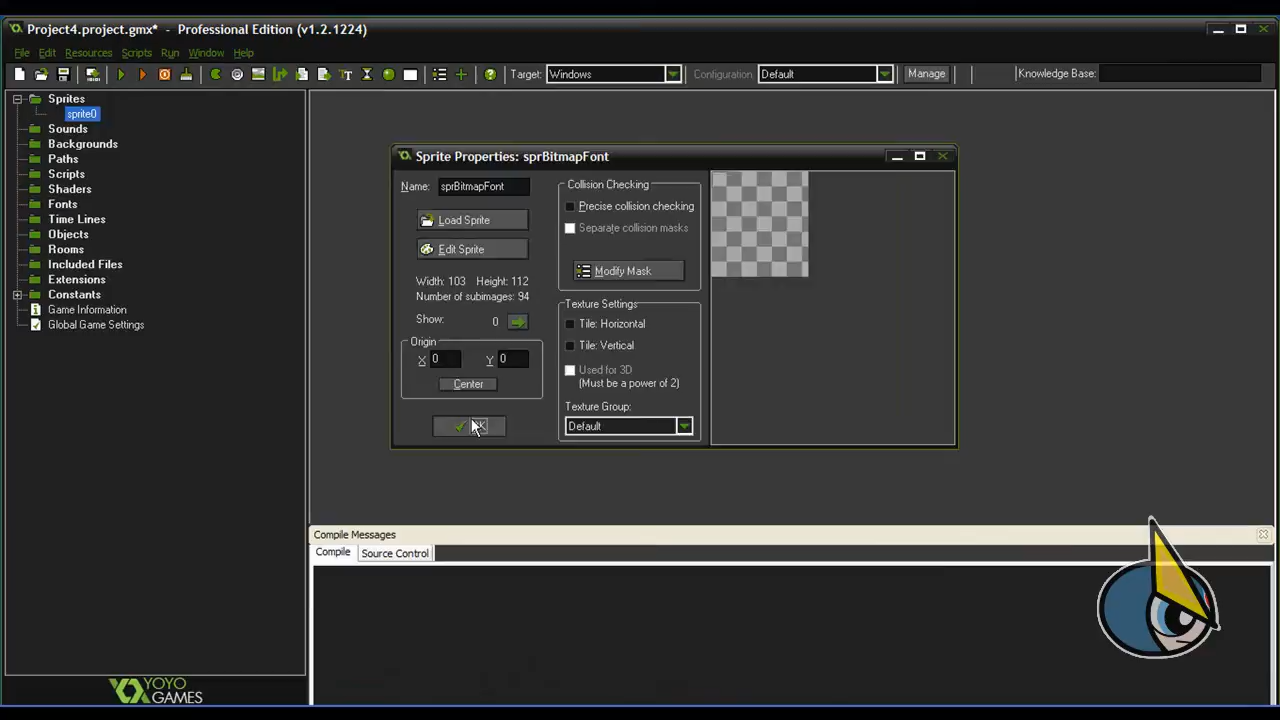 Project4.project.gmx* - Professional Edition (v1.2.1224)
File Edit Resources Scripts Run Window Help
Target: Windows Configuration: Default Manage Knowledge Base:
Sprites
sprite0
Sounds
Backgrounds
Paths
Scripts
Shaders
Fonts
Time Lines
Objects
Rooms
Included Files
Extensions
Constants
Game Information
Global Game Settings
YOYO
GAMES
Sprite Properties: sprBitmapFont
Name: sprBitmapFont
Load Sprite
Edit Sprite
Width: 103 Height: 112
Number of subimages: 94
Show: 0
Origin
X 0 Y 0
Center
Collision Checking
Precise collision checking
Separate collision masks
Modify Mask
Texture Settings
Tile: Horizontal
Tile: Vertical
Used for 3D
(Must be a power of 2)
Texture Group:
Default
Compile Messages
Compile Source Control